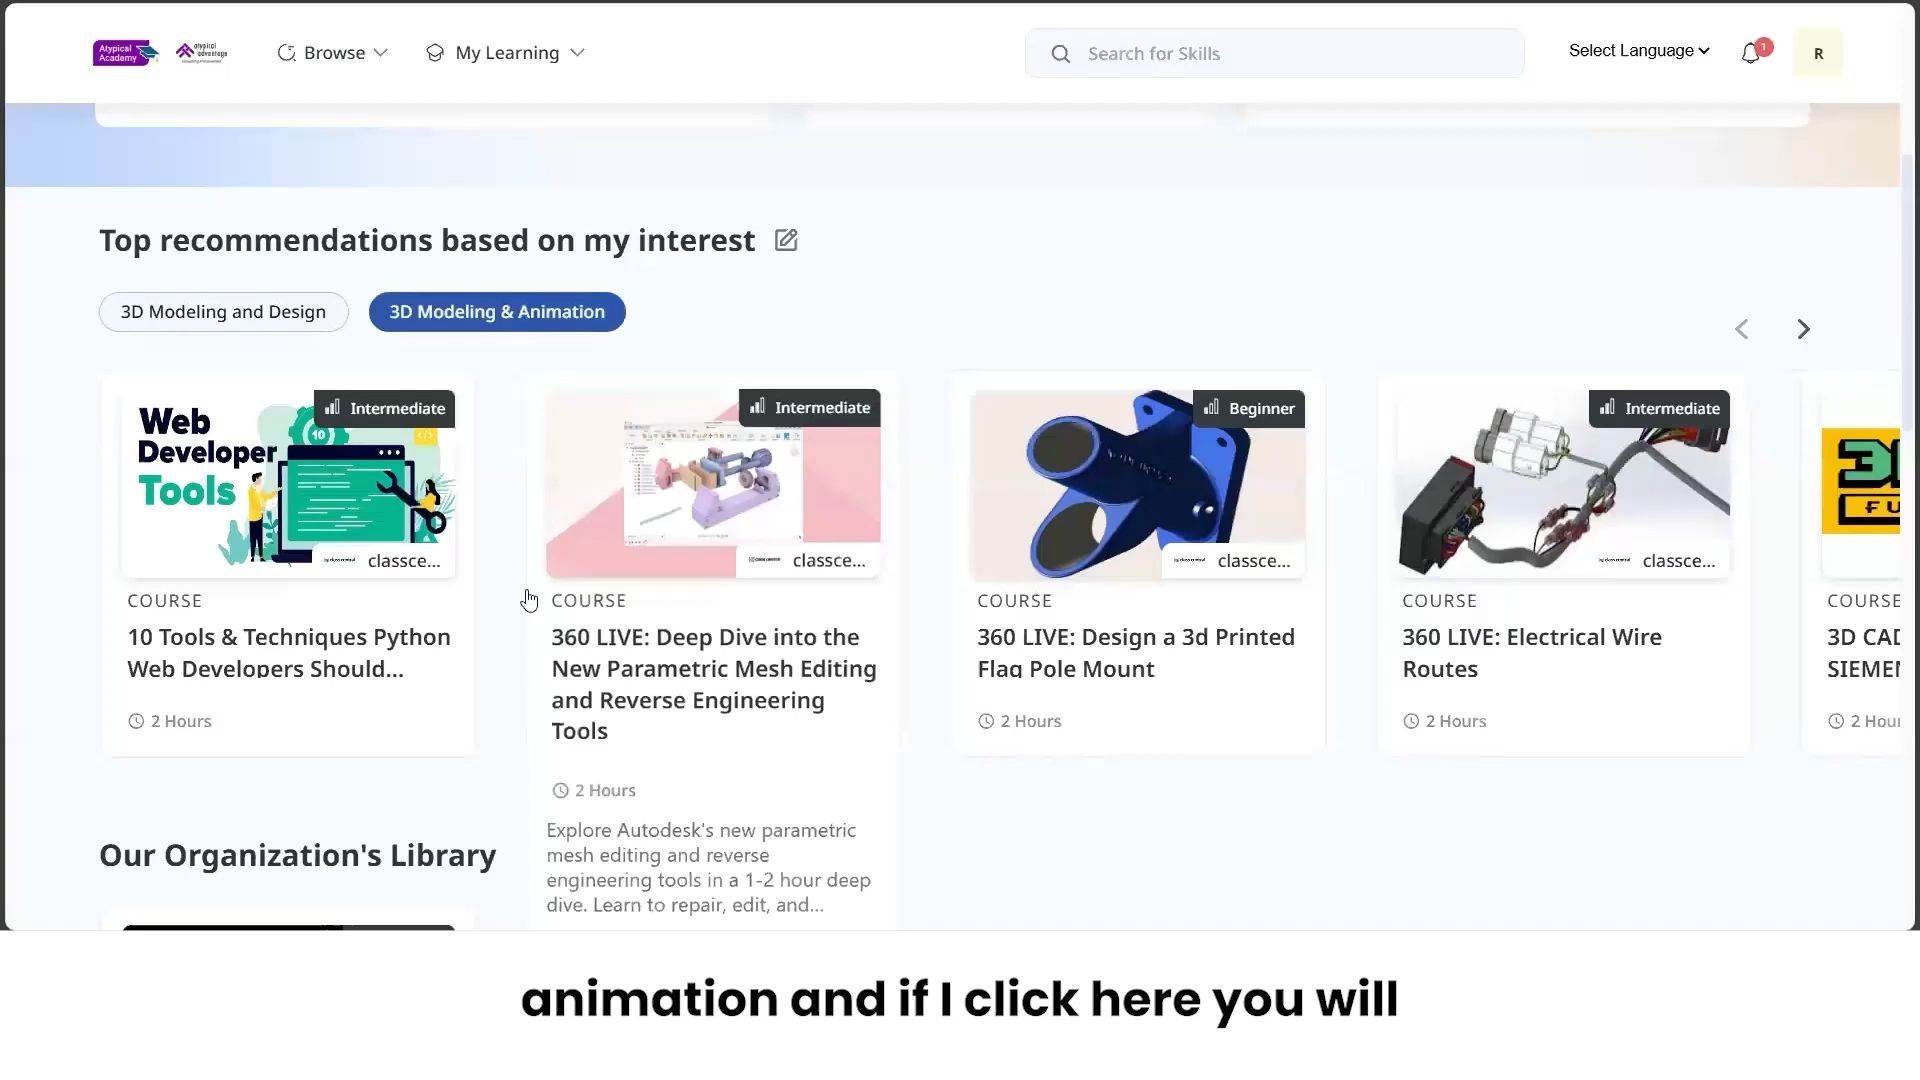 Atypical
Academy
atypical
advantage
Browse
My Learning
Search for Skills
Select Language
1
R
Top recommendations based on my interest
3D Modeling and Design
3D Modeling & Animation
Web
Developer
Tools
10
</>
Intermediate
classce...
COURSE
10 Tools & Techniques Python
Web Developers Should...
2 Hours
Intermediate
classce...
COURSE
360 LIVE: Deep Dive into the
New Parametric Mesh Editing
and Reverse Engineering
Tools
2 Hours
Explore Autodesk's new parametric
mesh editing and reverse
engineering tools in a 1-2 hour deep
dive. Learn to repair, edit, and...
Beginner
classce...
COURSE
360 LIVE: Design a 3d Printed
Flag Pole Mount
2 Hours
Intermediate
classce...
COURSE
360 LIVE: Electrical Wire
Routes
2 Hours
3D
FU
COURSE
3D CAD
SIEMEN
2 Hour
Our Organization's Library
animation and if I click here you will